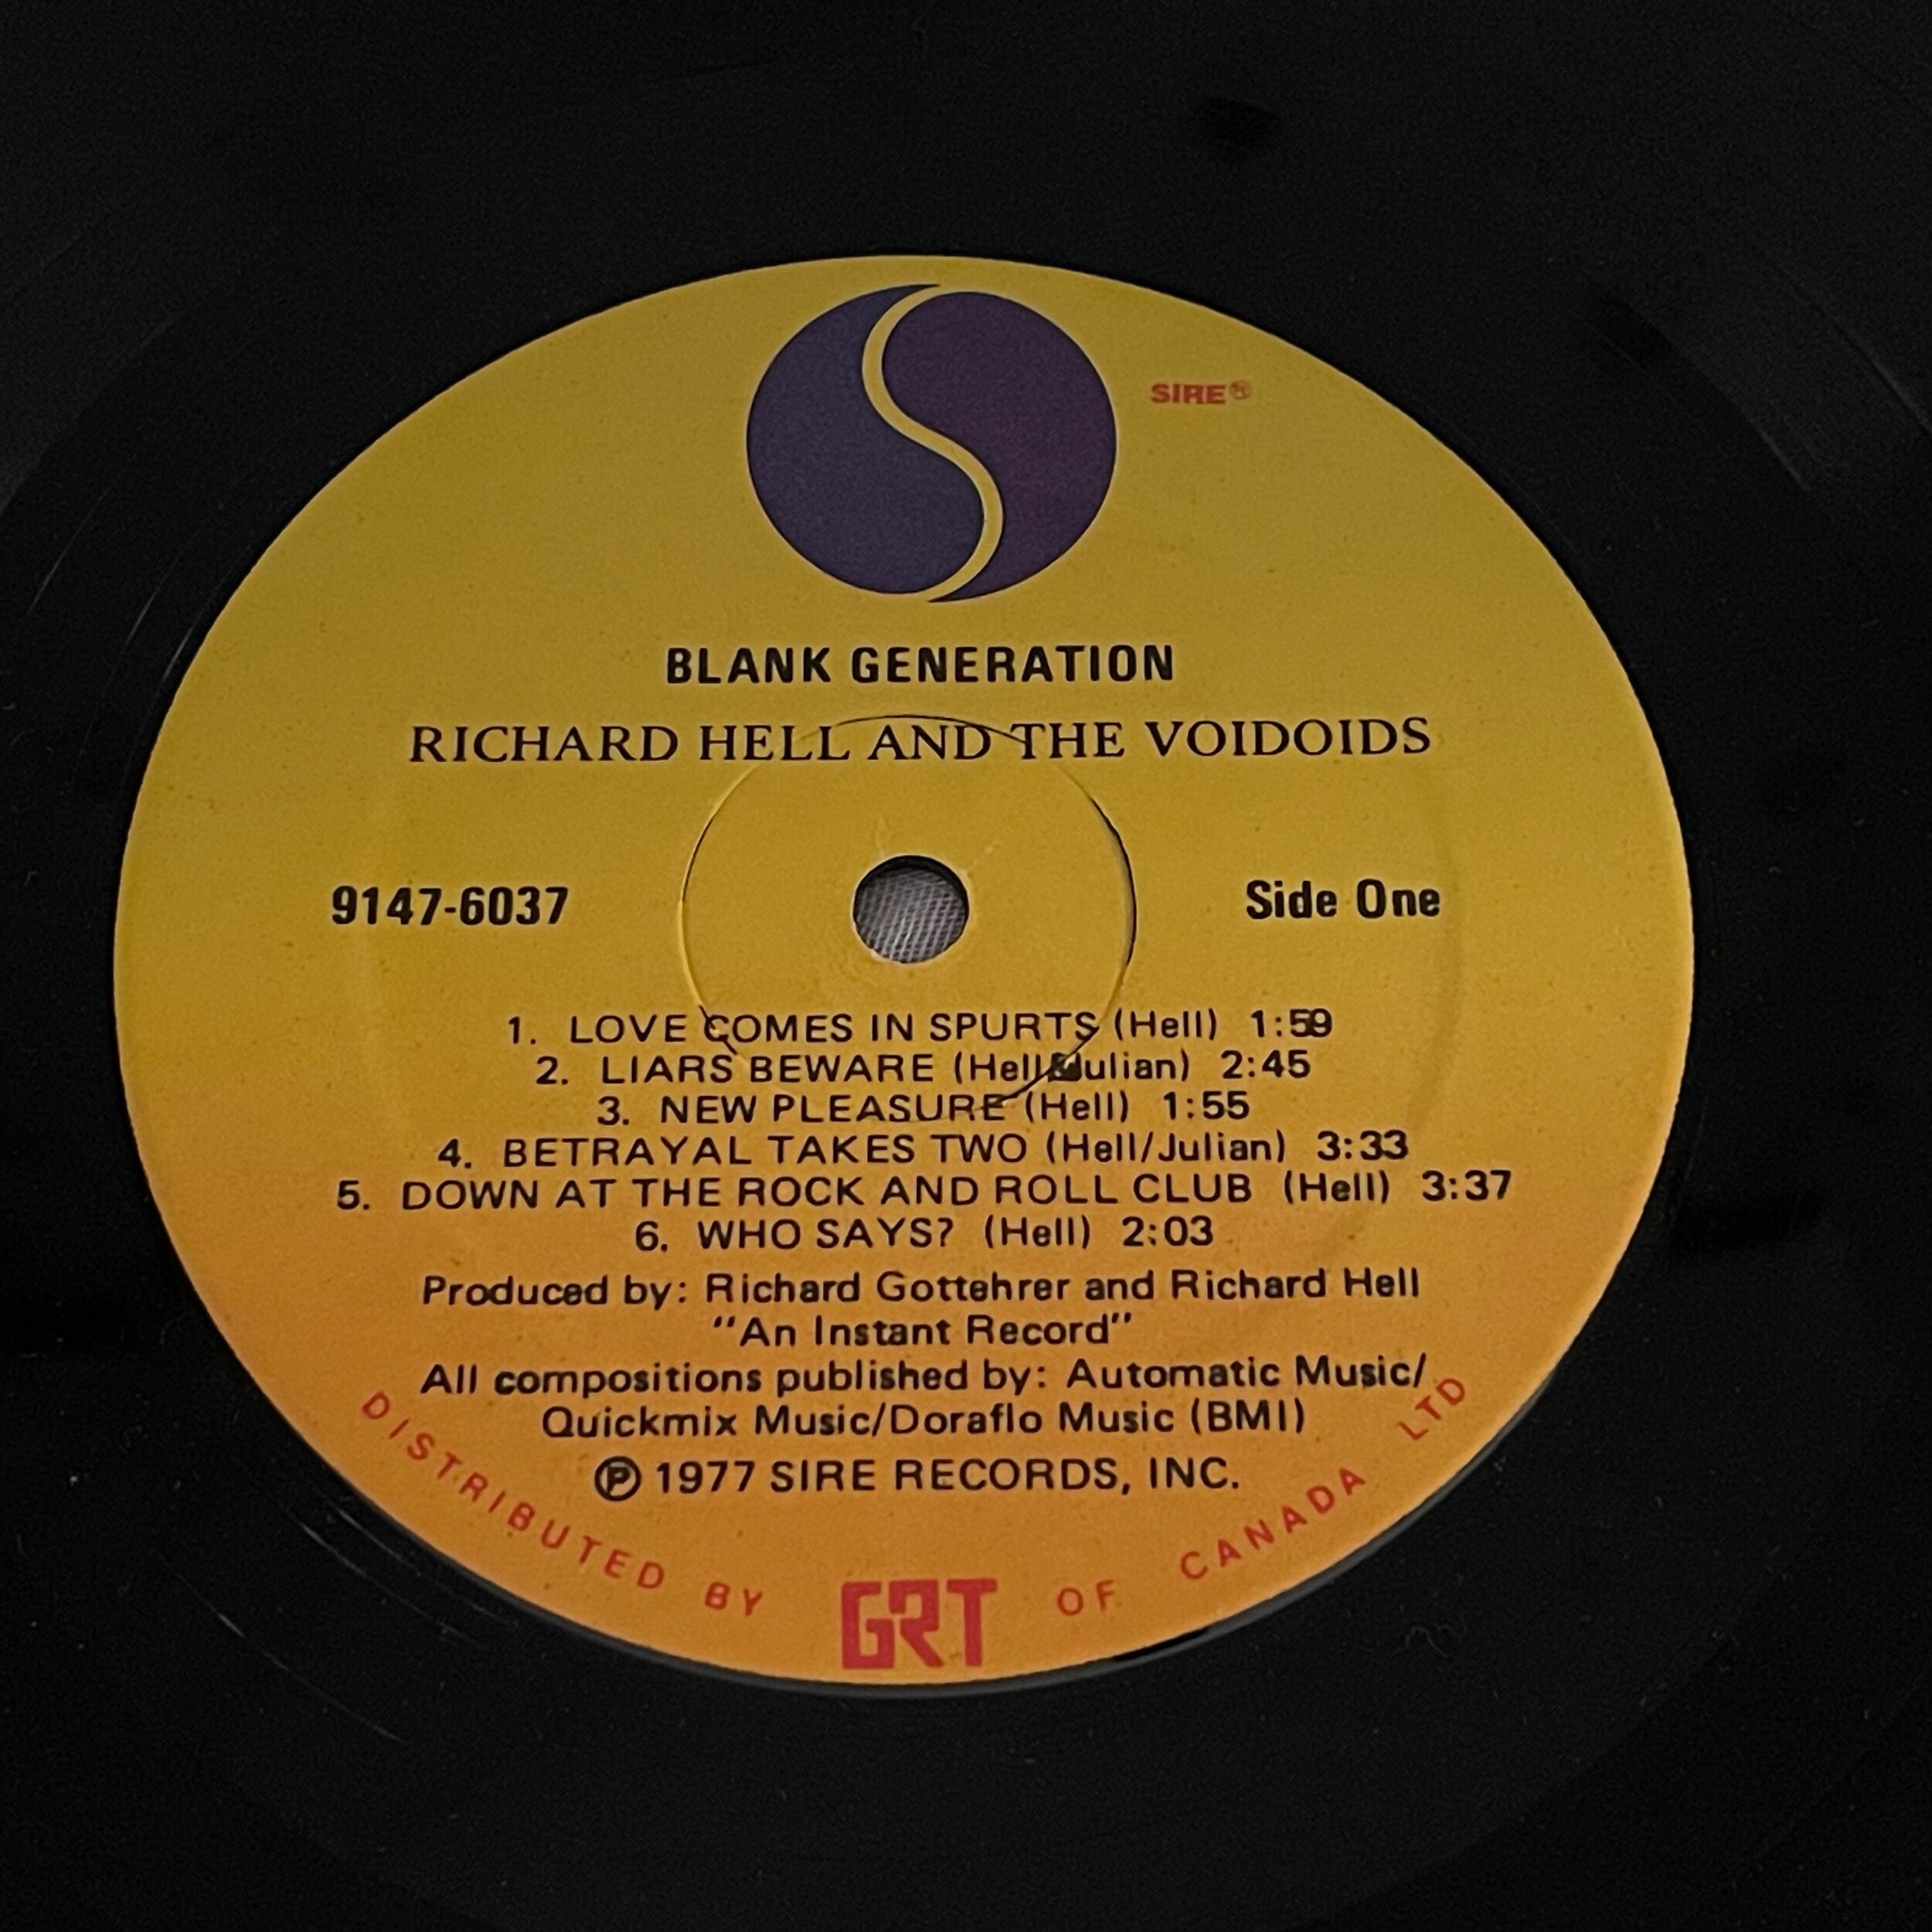 SIRE®
BLANK GENERATION
RICHARD HELL AND THE VOIDOIDS
9147-6037
Side One
1. LOVE COMES IN SPURTS (Hell) 1:59
2. LIARS BEWARE (Hell/Julian) 2:45
3. NEW PLEASURE (Hell) 1:55
4. BETRAYAL TAKES TWO (Hell/Julian) 3:33
5. DOWN AT THE ROCK AND ROLL CLUB (Hell) 3:37
6. WHO SAYS? (Hell) 2:03
Produced by: Richard Gottehrer and Richard Hell
"An Instant Record"
All compositions published by: Automatic Music/
Quickmix Music/Doraflo Music (BMI)
℗ 1977 SIRE RECORDS, INC.
DISTRIBUTED BY GRT OF CANADA LTD